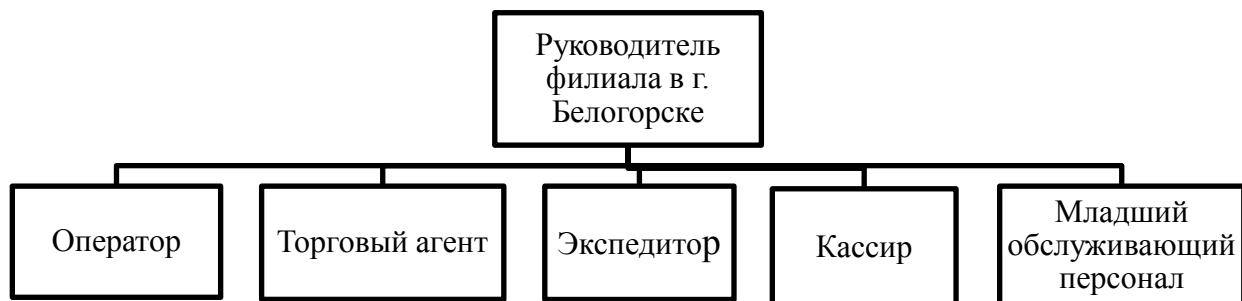 Руководитель
филиала в г.
Белогорске
Оператор
Торговый агент
Экспедитор
Кассир
Младший
обслуживающий
персонал